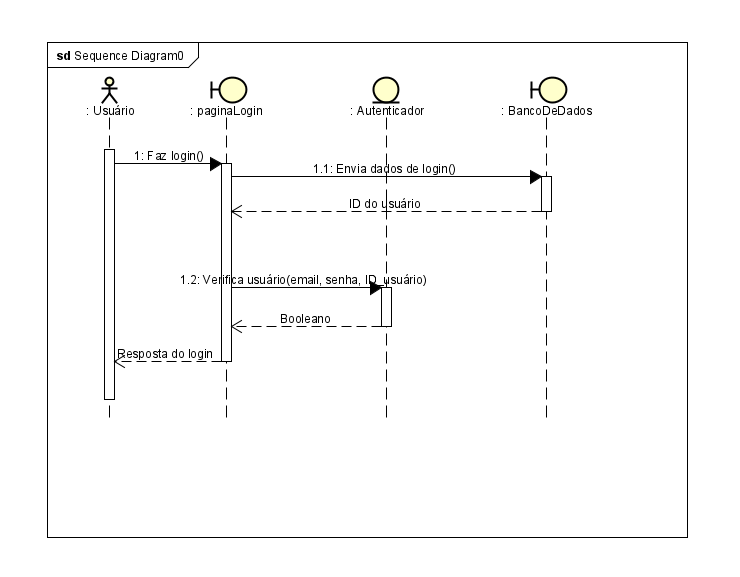 sd Sequence Diagram0
: Usuário
: paginaLogin
: Autenticador
: BancoDeDados
1: Faz login()
1.1: Envia dados de login()
ID do usuário
1.2: Verifica usuário(email, senha, ID_usuário)
Booleano
Resposta do login